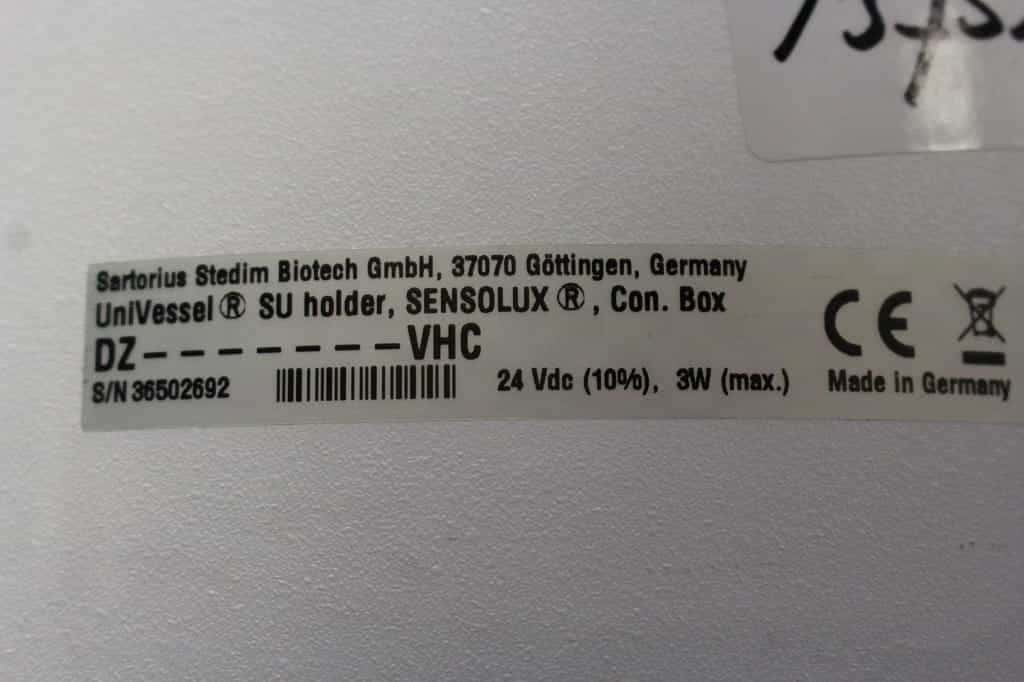 Sartorius Stedim Biotech GmbH, 37070 Göttingen, Germany
UniVessel ® SU holder, SENSOLUX ®, Con. Box
DZ--------VHC
S/N 36502692 24 Vdc (10%), 3W (max.) Made in Germany
CE